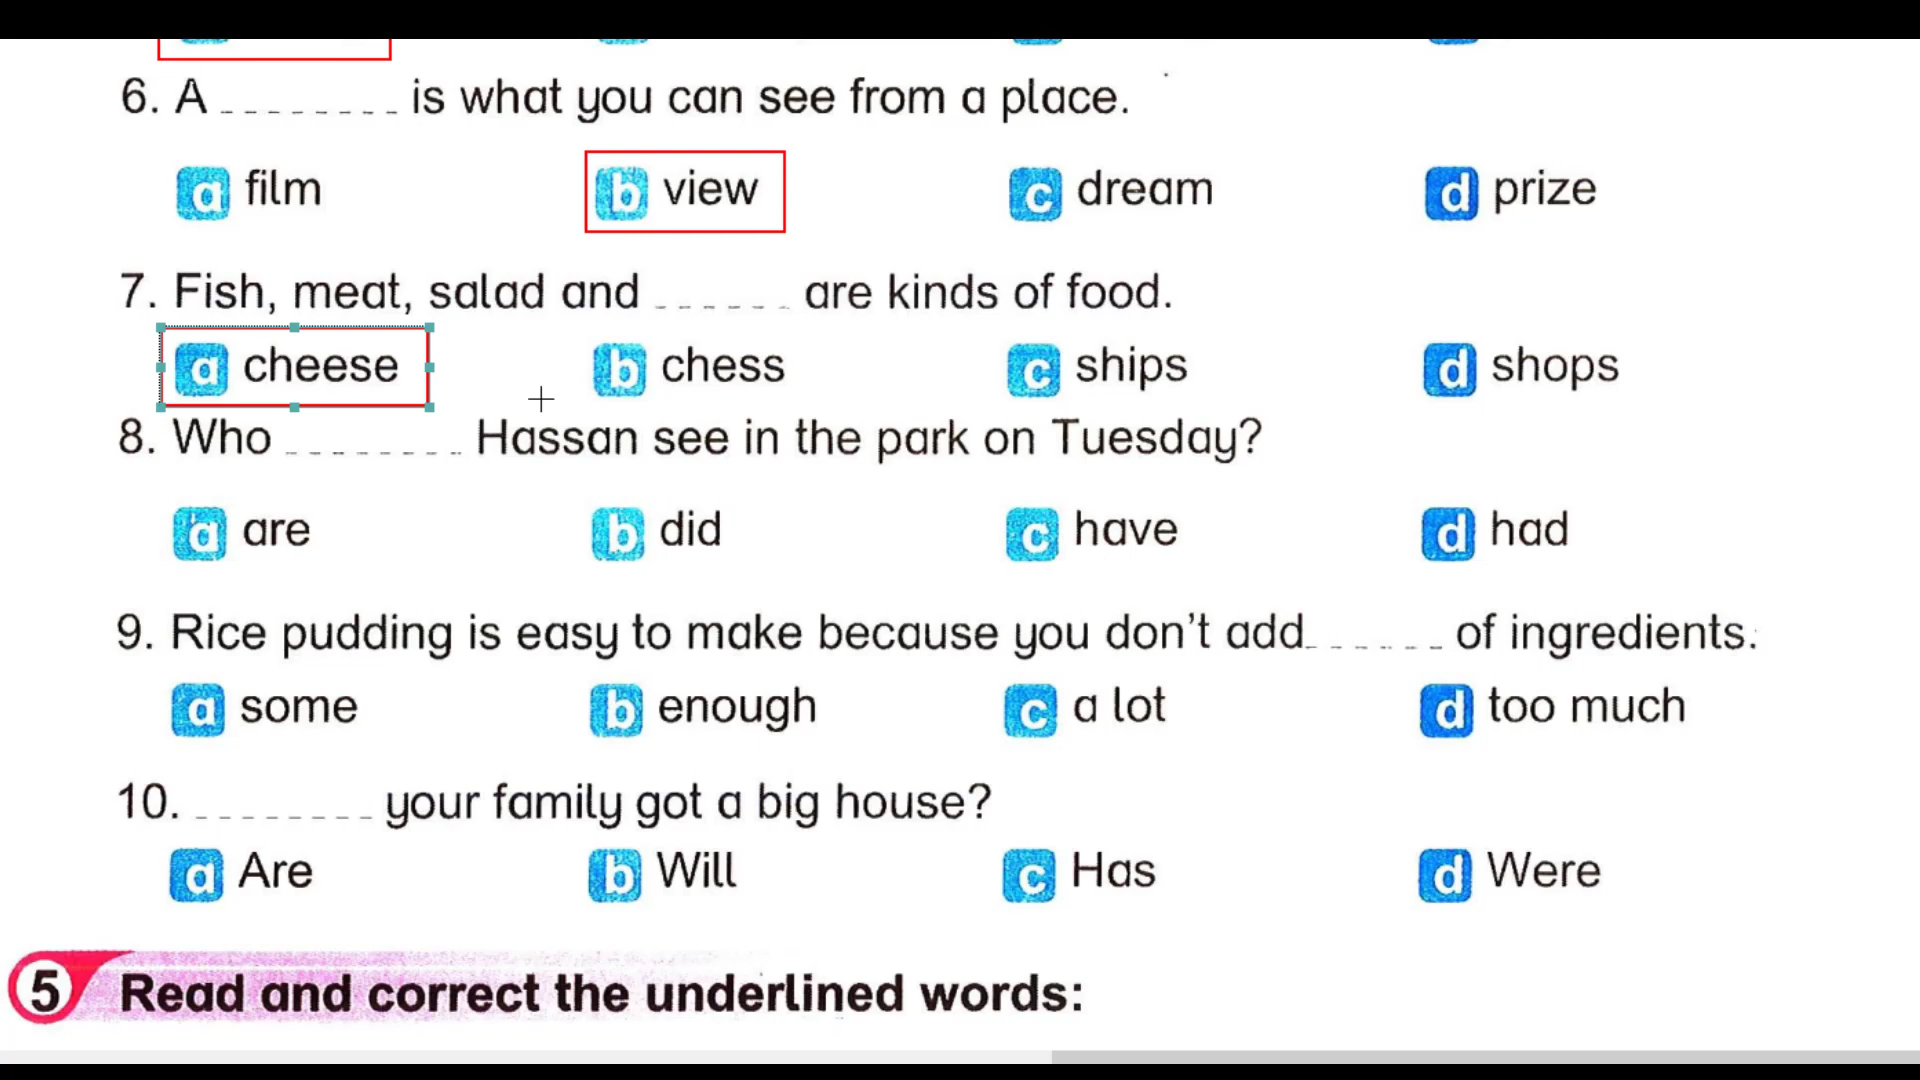 6. A ________ is what you can see from a place.
a film b view c dream d prize
7. Fish, meat, salad and ______ are kinds of food.
a cheese b chess c ships d shops
8. Who ________ Hassan see in the park on Tuesday?
a are b did c have d had
9. Rice pudding is easy to make because you don't add ______ of ingredients.
a some b enough c a lot d too much
10. ________ your family got a big house?
a Are b Will c Has d Were
5 Read and correct the underlined words: